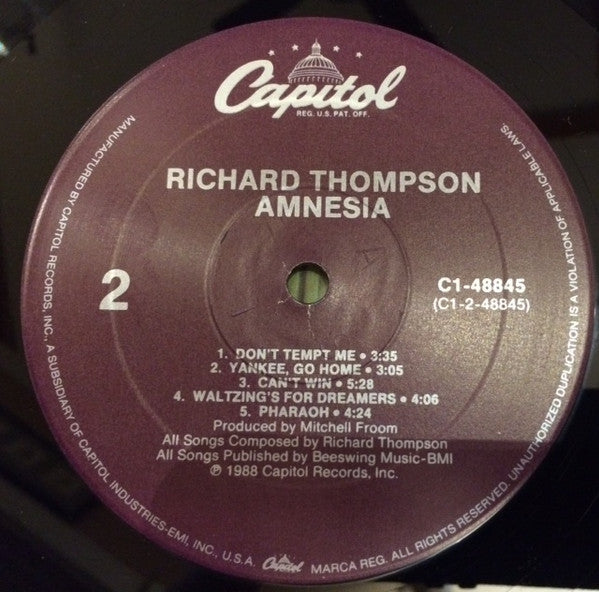 Capitol
REG. U.S. PAT. OFF.
RICHARD THOMPSON
AMNESIA
2
C1-48845
(C1-2-48845)
1. DON'T TEMPT ME • 3:35
2. YANKEE, GO HOME • 3:05
3. CAN'T WIN • 5:28
4. WALTZING'S FOR DREAMERS • 4:06
5. PHARAOH • 4:24
Produced by Mitchell Froom
All Songs Composed by Richard Thompson
All Songs Published by Beeswing Music-BMI
℗ 1988 Capitol Records, Inc.
MANUFACTURED BY CAPITOL RECORDS, INC., A SUBSIDIARY OF CAPITOL INDUSTRIES-EMI, INC., U.S.A. Capitol MARCA REG. ALL RIGHTS RESERVED. UNAUTHORIZED DUPLICATION IS A VIOLATION OF APPLICABLE LAWS.